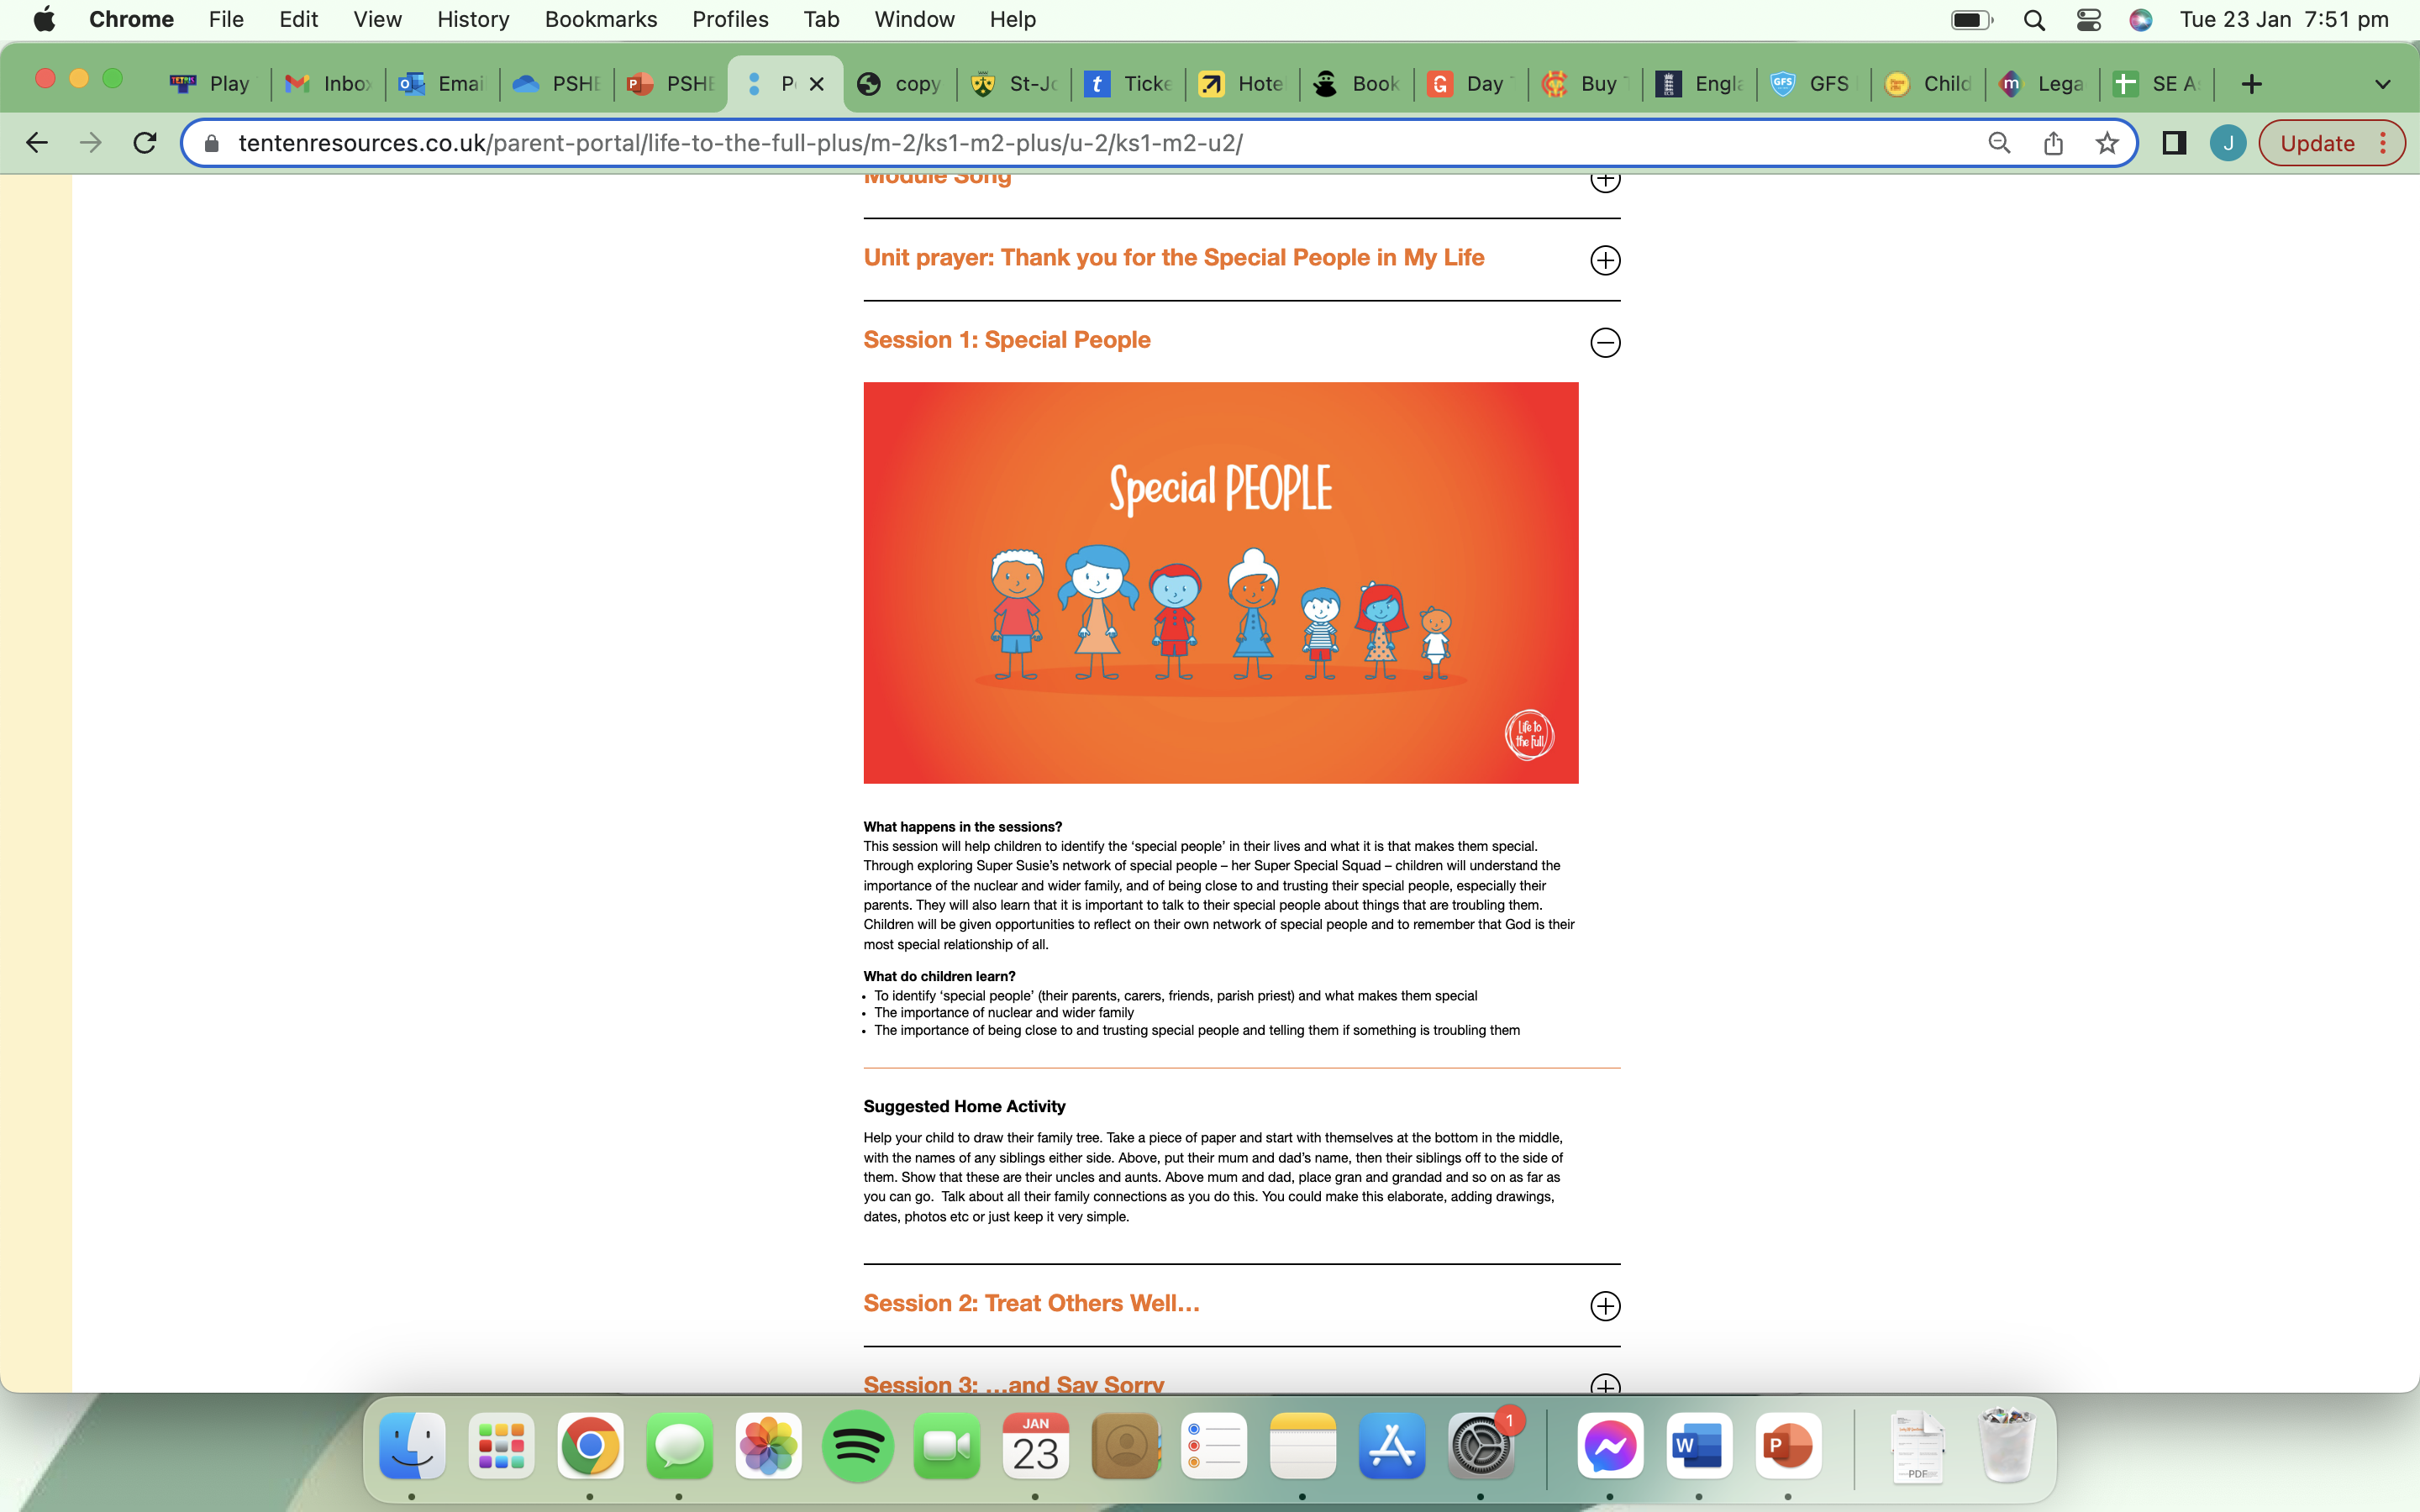 Chrome File Edit View History Bookmarks Profiles Tab Window Help Tue 23 Jan 7:51 pm
Play Inbo Emai PSHE PSHE P copy St-Jo Ticke Hote Book Day Buy Engla GFS Child Lega SE A
tentenresources.co.uk/parent-portal/life-to-the-full-plus/m-2/ks1-m2-plus/u-2/ks1-m2-u2/ J Update
Module Song
Unit prayer: Thank you for the Special People in My Life
Session 1: Special People
Special PEOPLE
Life to
the full
What happens in the sessions?
This session will help children to identify the ‘special people’ in their lives and what it is that makes them special.
Through exploring Super Susie’s network of special people – her Super Special Squad – children will understand the
importance of the nuclear and wider family, and of being close to and trusting their special people, especially their
parents. They will also learn that it is important to talk to their special people about things that are troubling them.
Children will be given opportunities to reflect on their own network of special people and to remember that God is their
most special relationship of all.
What do children learn?
• To identify ‘special people’ (their parents, carers, friends, parish priest) and what makes them special
• The importance of nuclear and wider family
• The importance of being close to and trusting special people and telling them if something is troubling them
Suggested Home Activity
Help your child to draw their family tree. Take a piece of paper and start with themselves at the bottom in the middle,
with the names of any siblings either side. Above, put their mum and dad’s name, then their siblings off to the side of
them. Show that these are their uncles and aunts. Above mum and dad, place gran and grandad and so on as far as
you can go. Talk about all their family connections as you do this. You could make this elaborate, adding drawings,
dates, photos etc or just keep it very simple.
Session 2: Treat Others Well...
Session 3: ...and Say Sorry
JAN
23
1
W
P
PDF